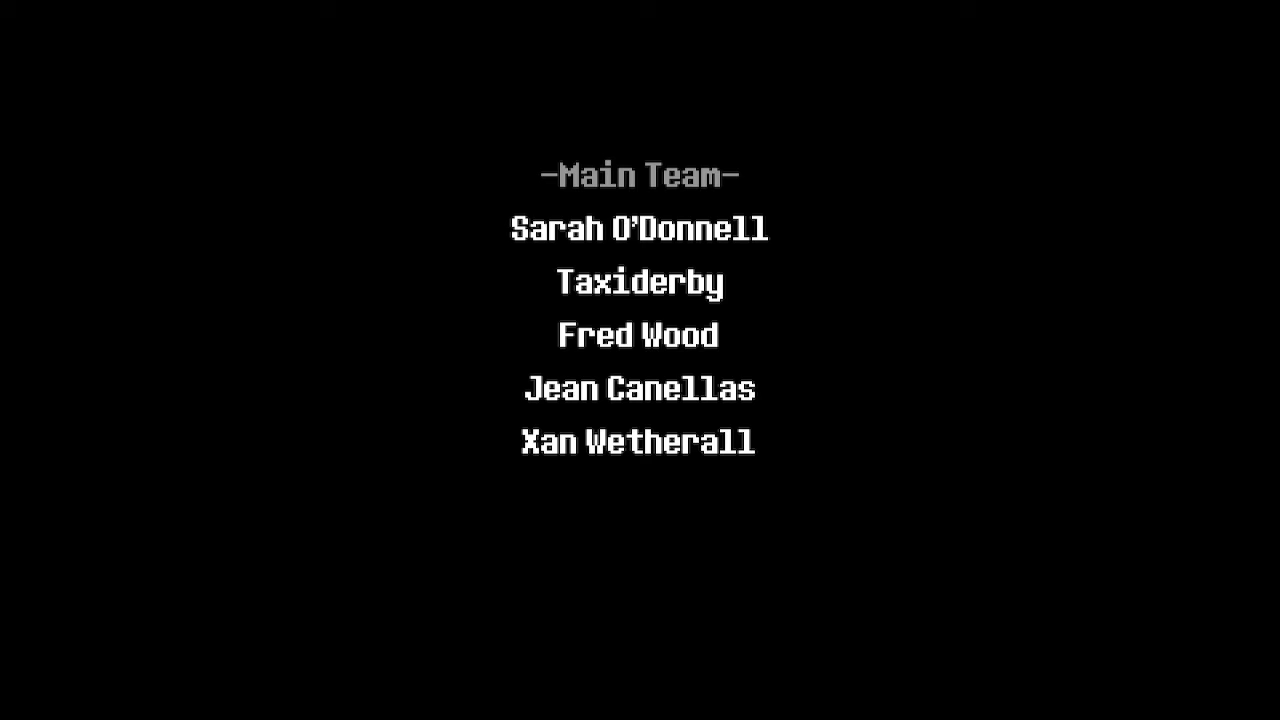 -Main Team-
Sarah O'Donnell
Taxiderby
Fred Wood
Jean Canellas
Xan Wetherall